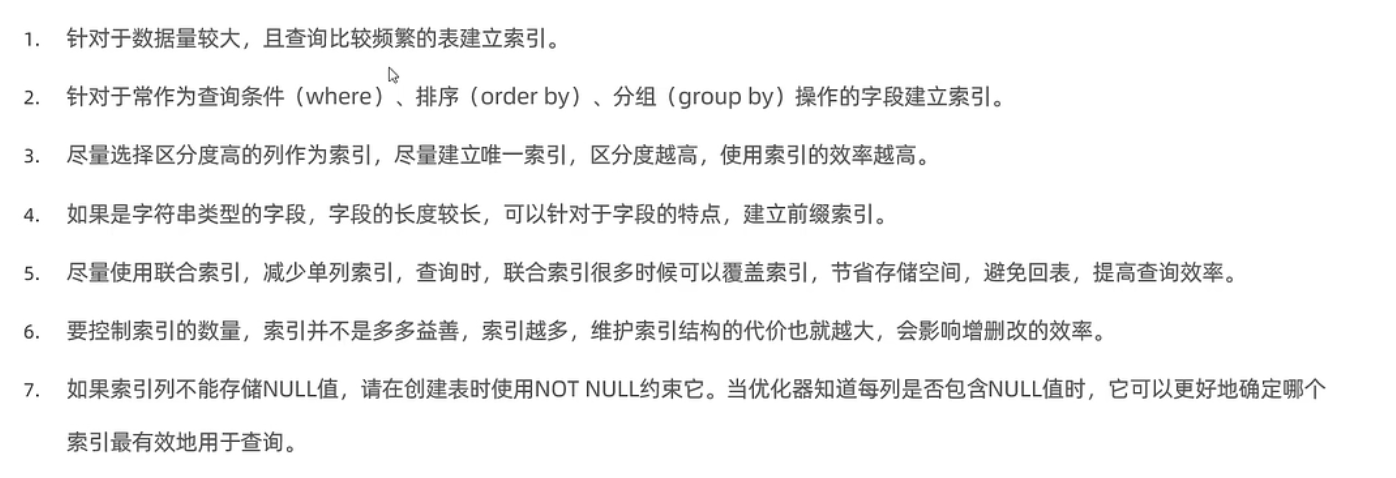 1. 针对于数据量较大，且查询比较频繁的表建立索引。
2. 针对于常作为查询条件（where）、排序（order by）、分组（group by）操作的字段建立索引。
3. 尽量选择区分度高的列作为索引，尽量建立唯一索引，区分度越高，使用索引的效率越高。
4. 如果是字符串类型的字段，字段的长度较长，可以针对于字段的特点，建立前缀索引。
5. 尽量使用联合索引，减少单列索引，查询时，联合索引很多时候可以覆盖索引，节省存储空间，避免回表，提高查询效率。
6. 要控制索引的数量，索引并不是多多益善，索引越多，维护索引结构的代价也就越大，会影响增删改的效率。
7. 如果索引列不能存储NULL值，请在创建表时使用NOT NULL约束它。当优化器知道每列是否包含NULL值时，它可以更好地确定哪个
索引最有效地用于查询。